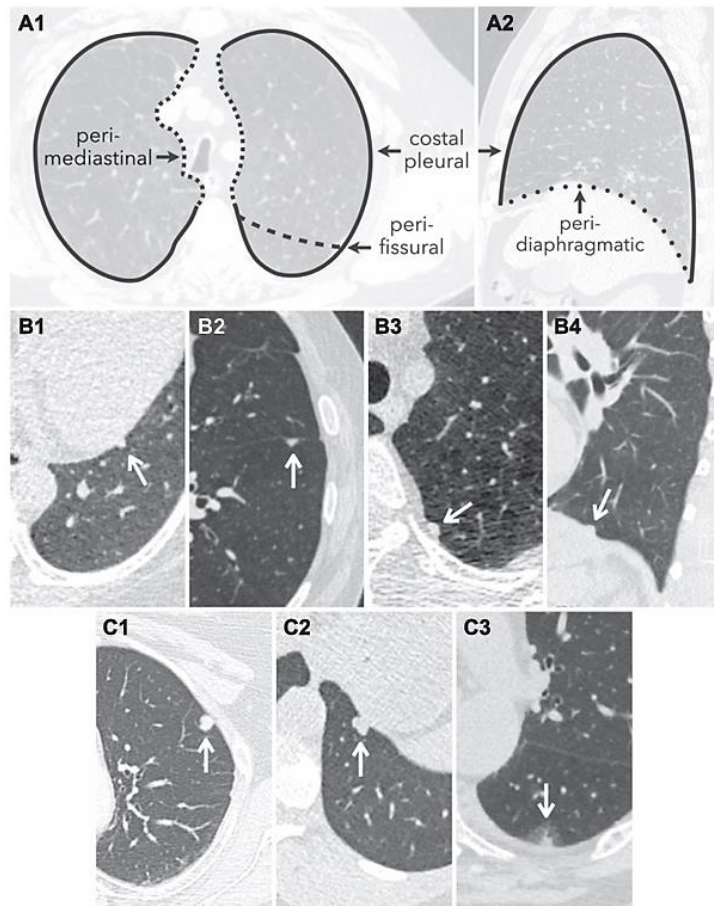 A1
A2
peri-
mediastinal
costal
pleural
peri-
fissural
peri-
diaphragmatic
B1
B2
B3
B4
C1
C2
C3